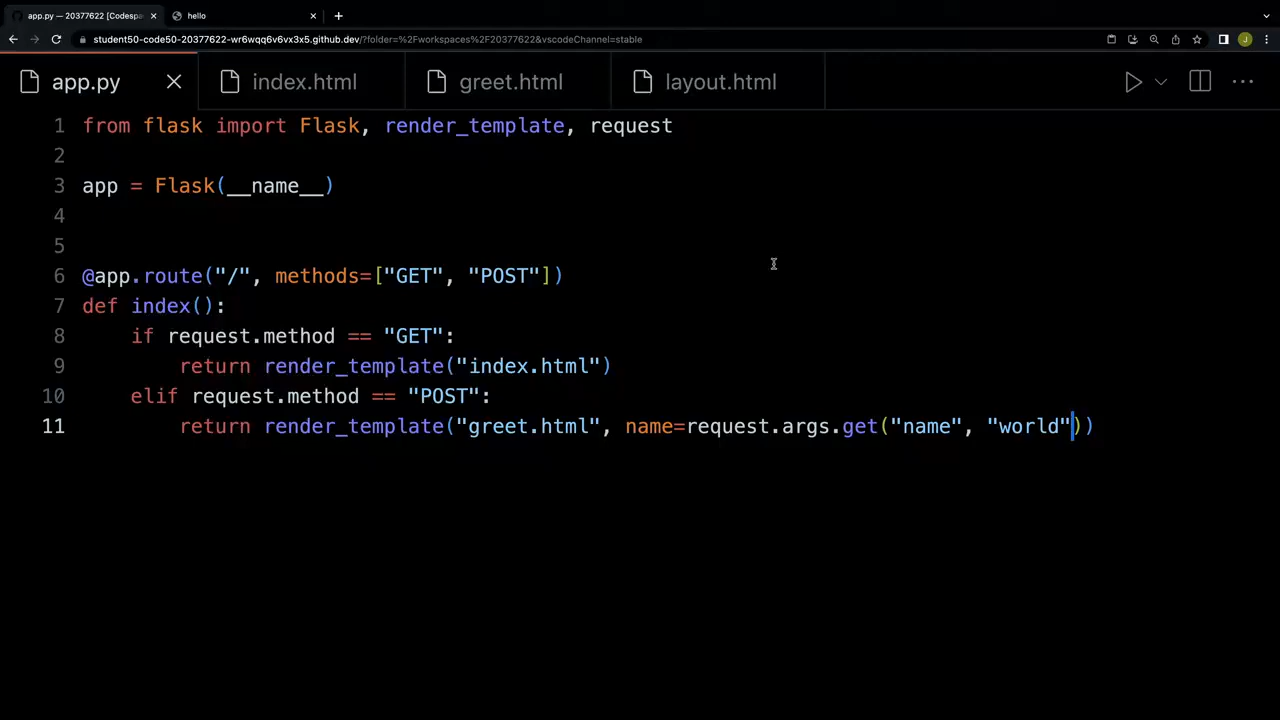 app.py — 20377622 [Codespa
hello
student50-code50-20377622-wr6wqq6v6vx3x5.github.dev/?folder=%2Fworkspaces%2F20377622&vscodeChannel=stable
J
app.py
index.html
greet.html
layout.html
1 from flask import Flask, render_template, request
2
3 app = Flask(__name__)
4
5
6 @app.route("/", methods=["GET", "POST"])
7 def index():
8     if request.method == "GET":
9         return render_template("index.html")
10     elif request.method == "POST":
11         return render_template("greet.html", name=request.args.get("name", "world"))